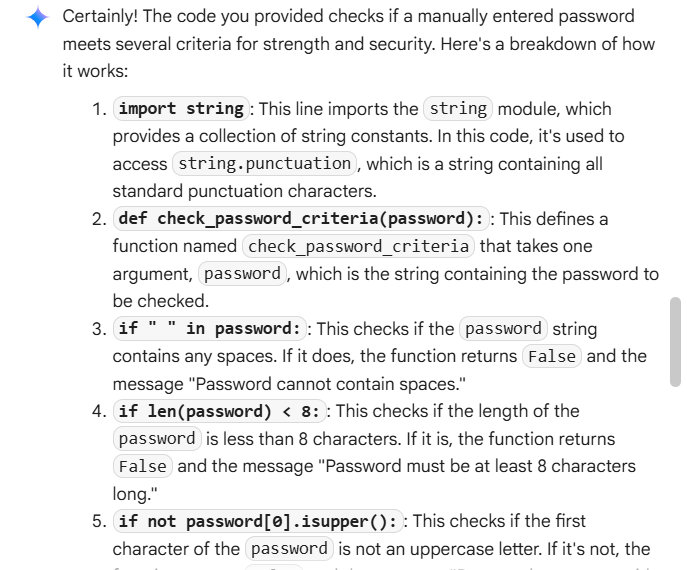 Certainly! The code you provided checks if a manually entered password
meets several criteria for strength and security. Here's a breakdown of how
it works:
1. import string : This line imports the string module, which
provides a collection of string constants. In this code, it's used to
access string.punctuation , which is a string containing all
standard punctuation characters.
2. def check_password_criteria(password): : This defines a
function named check_password_criteria that takes one
argument, password , which is the string containing the password to
be checked.
3. if " " in password: : This checks if the password string
contains any spaces. If it does, the function returns False and the
message "Password cannot contain spaces."
4. if len(password) < 8: : This checks if the length of the
password is less than 8 characters. If it is, the function returns
False and the message "Password must be at least 8 characters
long."
5. if not password[0].isupper(): : This checks if the first
character of the password is not an uppercase letter. If it's not, the